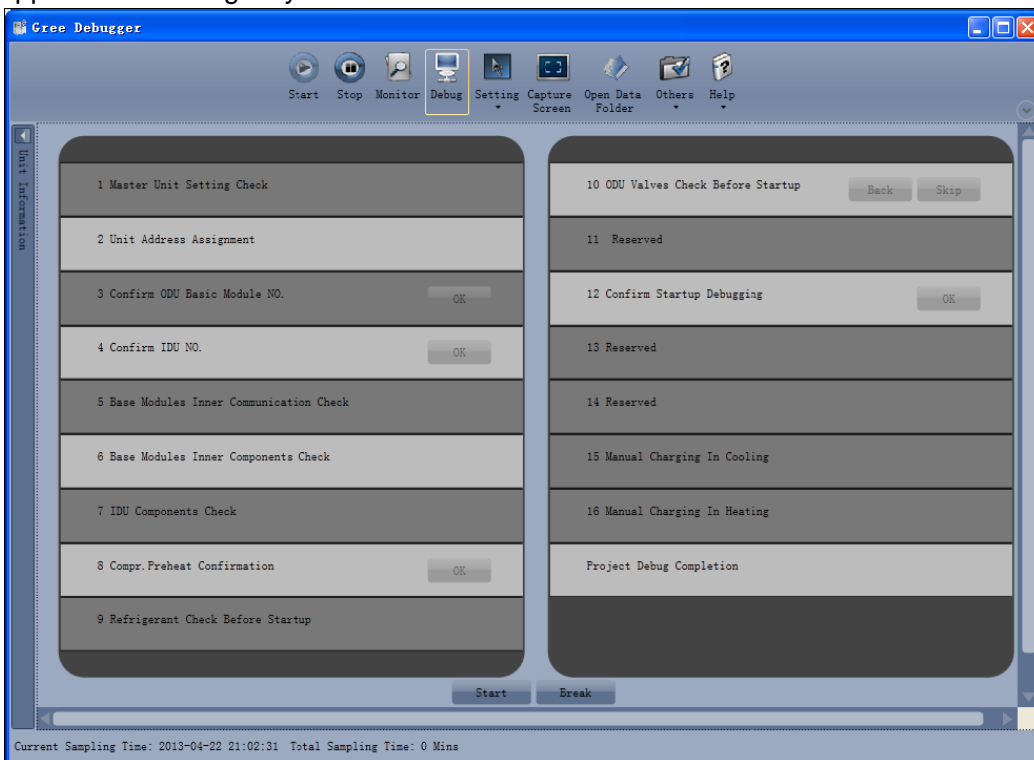 Gree Debugger
Start Stop Monitor Debug Setting Capture Screen Open Data Folder Others Help
Unit Information
1 Master Unit Setting Check
2 Unit Address Assignment
3 Confirm ODU Basic Module NO. OK
4 Confirm IDU NO. OK
5 Base Modules Inner Communication Check
6 Base Modules Inner Components Check
7 IDU Components Check
8 Compr.Preheat Confirmation OK
9 Refrigerant Check Before Startup
10 ODU Valves Check Before Startup Back Skip
11 Reserved
12 Confirm Startup Debugging OK
13 Reserved
14 Reserved
15 Manual Charging In Cooling
16 Manual Charging In Heating
Project Debug Completion
Start Break
Current Sampling Time: 2013-04-22 21:02:31 Total Sampling Time: 0 Mins